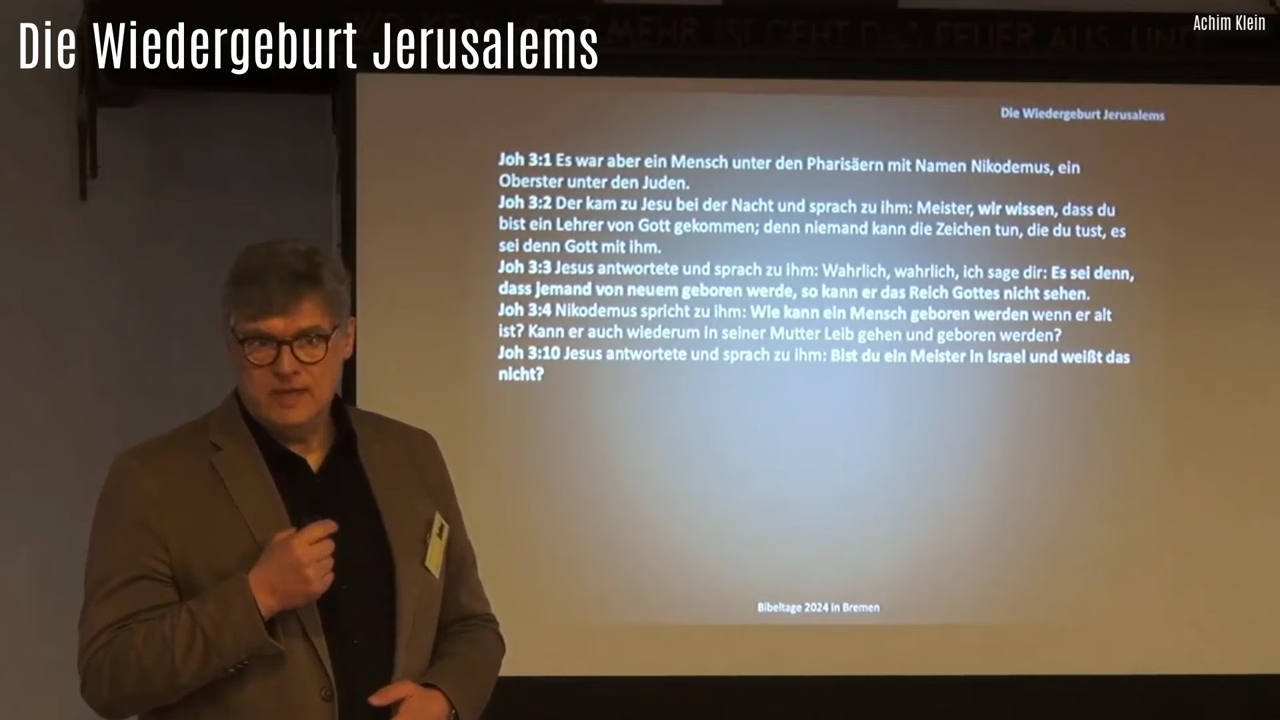 Die Wiedergeburt Jerusalems
Achim Klein
MEHR IST GEHT DAS FEUER AUS
Die Wiedergeburt Jerusalems
Joh 3:1 Es war aber ein Mensch unter den Pharisäern mit Namen Nikodemus, ein
Oberster unter den Juden.
Joh 3:2 Der kam zu Jesu bei der Nacht und sprach zu ihm: Meister, wir wissen, dass du
bist ein Lehrer von Gott gekommen; denn niemand kann die Zeichen tun, die du tust, es
sei denn Gott mit ihm.
Joh 3:3 Jesus antwortete und sprach zu ihm: Wahrlich, wahrlich, ich sage dir: Es sei denn,
dass jemand von neuem geboren werde, so kann er das Reich Gottes nicht sehen.
Joh 3:4 Nikodemus spricht zu ihm: Wie kann ein Mensch geboren werden wenn er alt
ist? Kann er auch wiederum in seiner Mutter Leib gehen und geboren werden?
Joh 3:10 Jesus antwortete und sprach zu ihm: Bist du ein Meister in Israel und weißt das
nicht?
Bibeltage 2024 in Bremen